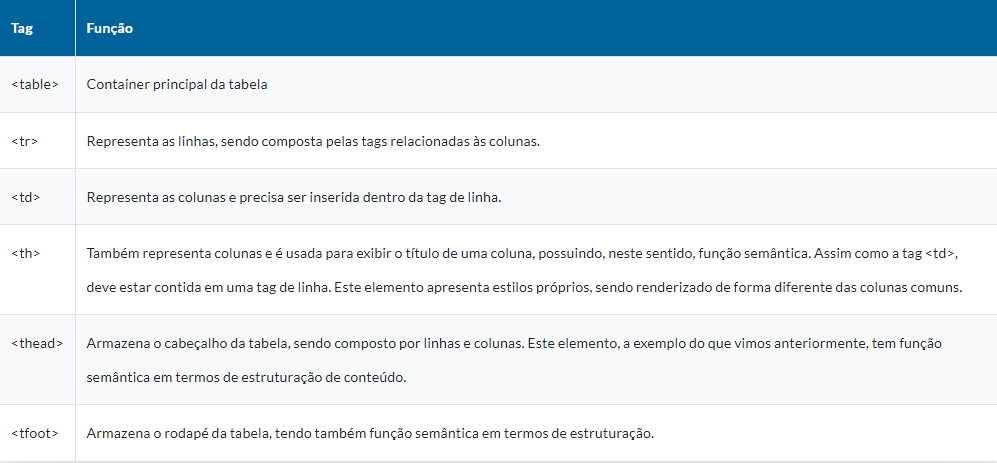 Tag Função
<table> Container principal da tabela
<tr> Representa as linhas, sendo composta pelas tags relacionadas às colunas.
<td> Representa as colunas e precisa ser inserida dentro da tag de linha.
<th> Também representa colunas e é usada para exibir o título de uma coluna, possuindo, neste sentido, função semântica. Assim como a tag <td>,
deve estar contida em uma tag de linha. Este elemento apresenta estilos próprios, sendo renderizado de forma diferente das colunas comuns.
<thead> Armazena o cabeçalho da tabela, sendo composto por linhas e colunas. Este elemento, a exemplo do que vimos anteriormente, tem função
semântica em termos de estruturação de conteúdo.
<tfoot> Armazena o rodapé da tabela, tendo também função semântica em termos de estruturação.